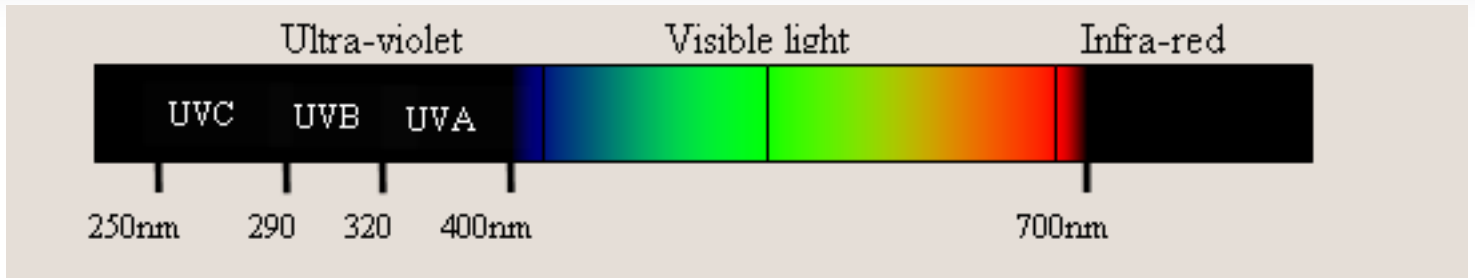 Ultra-violet Visible light Infra-red
UVC UVB UVA
250nm 290 320 400nm 700nm